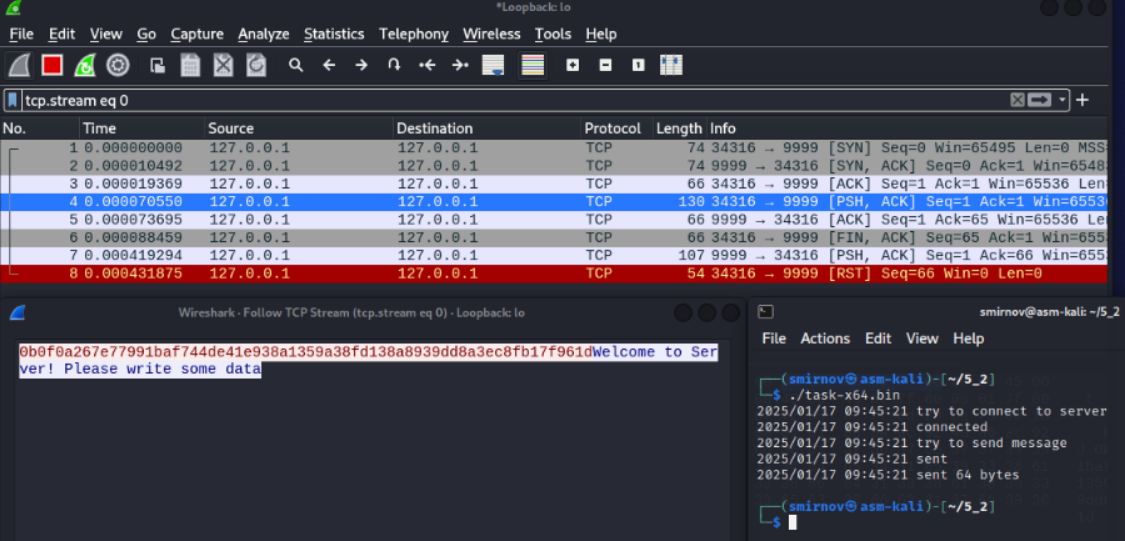 *Loopback: lo
File Edit View Go Capture Analyze Statistics Telephony Wireless Tools Help
tcp.stream eq 0
No. Time Source Destination Protocol Length Info
1 0.000000000 127.0.0.1 127.0.0.1 TCP 74 34316 → 9999 [SYN] Seq=0 Win=65495 Len=0 MSS=
2 0.000010492 127.0.0.1 127.0.0.1 TCP 74 9999 → 34316 [SYN, ACK] Seq=0 Ack=1 Win=6548
3 0.000019369 127.0.0.1 127.0.0.1 TCP 66 34316 → 9999 [ACK] Seq=1 Ack=1 Win=65536 Len
4 0.000070550 127.0.0.1 127.0.0.1 TCP 130 34316 → 9999 [PSH, ACK] Seq=1 Ack=1 Win=6553
5 0.000073695 127.0.0.1 127.0.0.1 TCP 66 9999 → 34316 [ACK] Seq=1 Ack=65 Win=65536 Le
6 0.000088459 127.0.0.1 127.0.0.1 TCP 66 34316 → 9999 [FIN, ACK] Seq=65 Ack=1 Win=655
7 0.000419294 127.0.0.1 127.0.0.1 TCP 107 9999 → 34316 [PSH, ACK] Seq=1 Ack=66 Win=655
8 0.000431875 127.0.0.1 127.0.0.1 TCP 54 34316 → 9999 [RST] Seq=66 Win=0 Len=0
Wireshark · Follow TCP Stream (tcp.stream eq 0) · Loopback: lo
0b0f0a267e77991baf744de41e938a1359a38fd138a8939dd8a3ec8fb17f961dWelcome to Ser
ver! Please write some data
smirnov@asm-kali: ~/5_2
File Actions Edit View Help
(smirnov㉿asm-kali)-[~/5_2]
$ ./task-x64.bin
2025/01/17 09:45:21 try to connect to server
2025/01/17 09:45:21 connected
2025/01/17 09:45:21 try to send message
2025/01/17 09:45:21 sent
2025/01/17 09:45:21 sent 64 bytes
(smirnov㉿asm-kali)-[~/5_2]
$